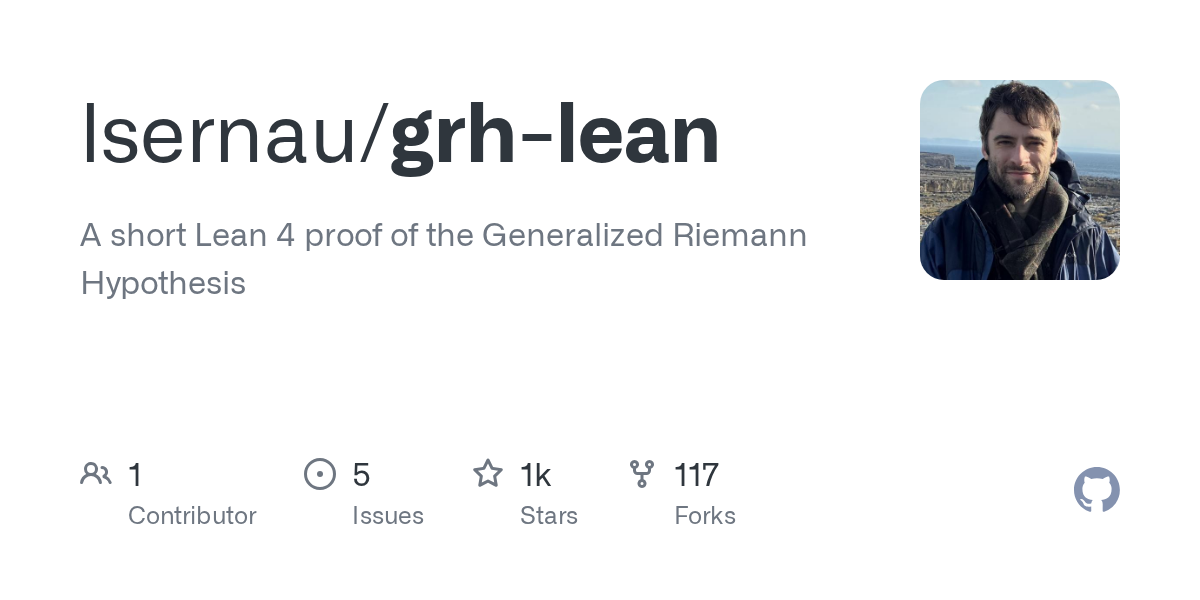 lsernau/grh-lean
A short Lean 4 proof of the Generalized Riemann
Hypothesis
1
Contributor
5
Issues
1k
Stars
117
Forks